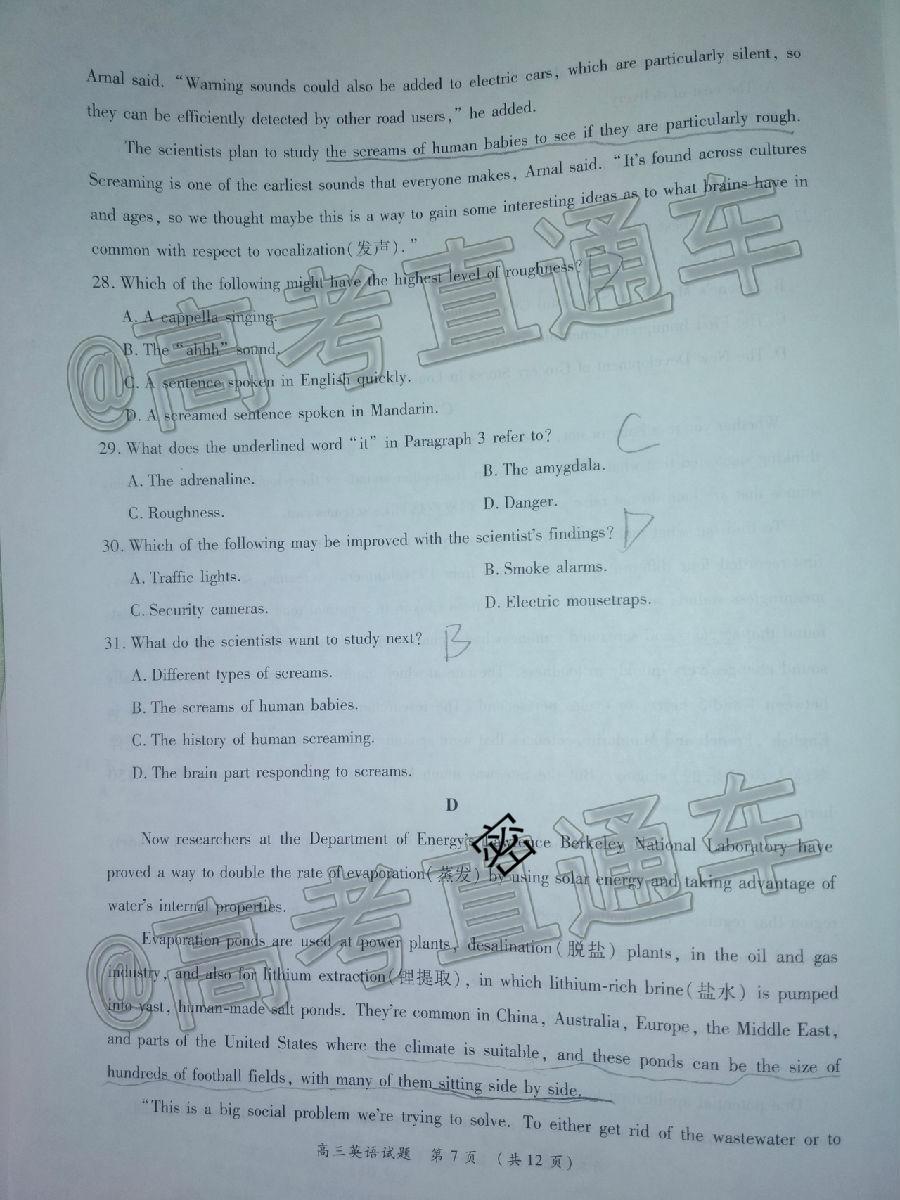 Arnal said. “Warning sounds could also be added to electric cars, which are particularly silent, so
they can be efficiently detected by other road users,” he added.
The scientists plan to study the screams of human babies to see if they are particularly rough.
Screaming is one of the earliest sounds that everyone makes, Arnal said. “It's found across cultures
and ages, so we thought maybe this is a way to gain some interesting ideas as to what brains have in
common with respect to vocalization(发声).”
28. Which of the following might have the highest level of roughness? D
A. A cappella singing.
B. The “ahhh” sound.
C. A sentence spoken in English quickly.
D. A screamed sentence spoken in Mandarin.
29. What does the underlined word “it” in Paragraph 3 refer to? C
A. The adrenaline.
B. The amygdala.
C. Roughness.
D. Danger.
30. Which of the following may be improved with the scientist's findings? D
A. Traffic lights.
B. Smoke alarms.
C. Security cameras.
D. Electric mousetraps.
31. What do the scientists want to study next? B
A. Different types of screams.
B. The screams of human babies.
C. The history of human screaming.
D. The brain part responding to screams.
D
Now researchers at the Department of Energy's Lawrence Berkeley National Laboratory have
proved a way to double the rate of evaporation(蒸发) by using solar energy and taking advantage of
water's internal properties.
Evaporation ponds are used at power plants, desalination(脱盐) plants, in the oil and gas
industry, and also for lithium extraction(锂提取), in which lithium-rich brine(盐水) is pumped
into vast, human-made salt ponds. They're common in China, Australia, Europe, the Middle East,
and parts of the United States where the climate is suitable, and these ponds can be the size of
hundreds of football fields, with many of them sitting side by side.
“This is a big social problem we're trying to solve. To either get rid of the wastewater or to
高三英语试题 第7页 (共12页)
@高考直通车
@高考直通车
密